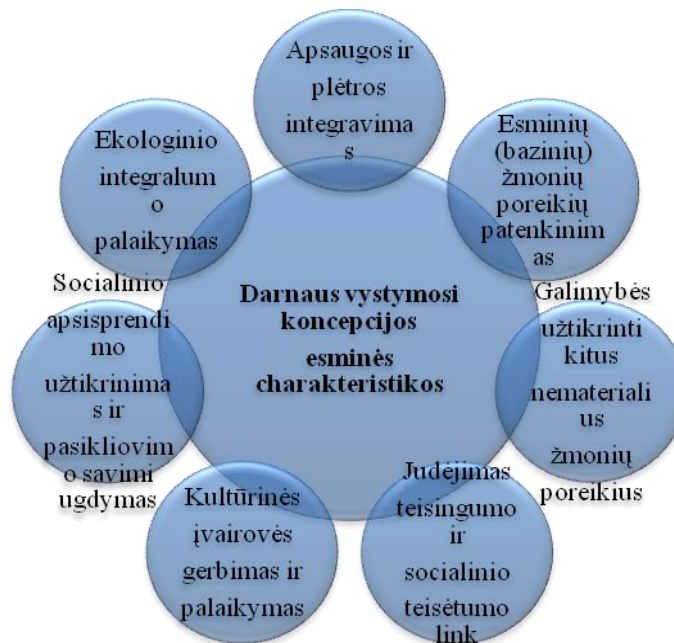 Apsaugos ir
plėtros
integravimas
s
Esminių
(bazinių)
žmonių
poreikių
patenkinim
as
Galimybės
užtikrinti
kitus
nemateriali
us
žmonių
poreikius
Judėjimas
teisingumo
ir
socialinio
teisėtumo
link
Kultūrinės
įvairovės
gerbimas ir
palaikymas
Socialinio
apsisprendi
mo
užtikrinima
s ir
pasikliovim
o savimi
ugdymas
Ekologinio
integralum
o
palaikymas
Darnaus vystymosi
koncepcijos
esminės
charakteristikos